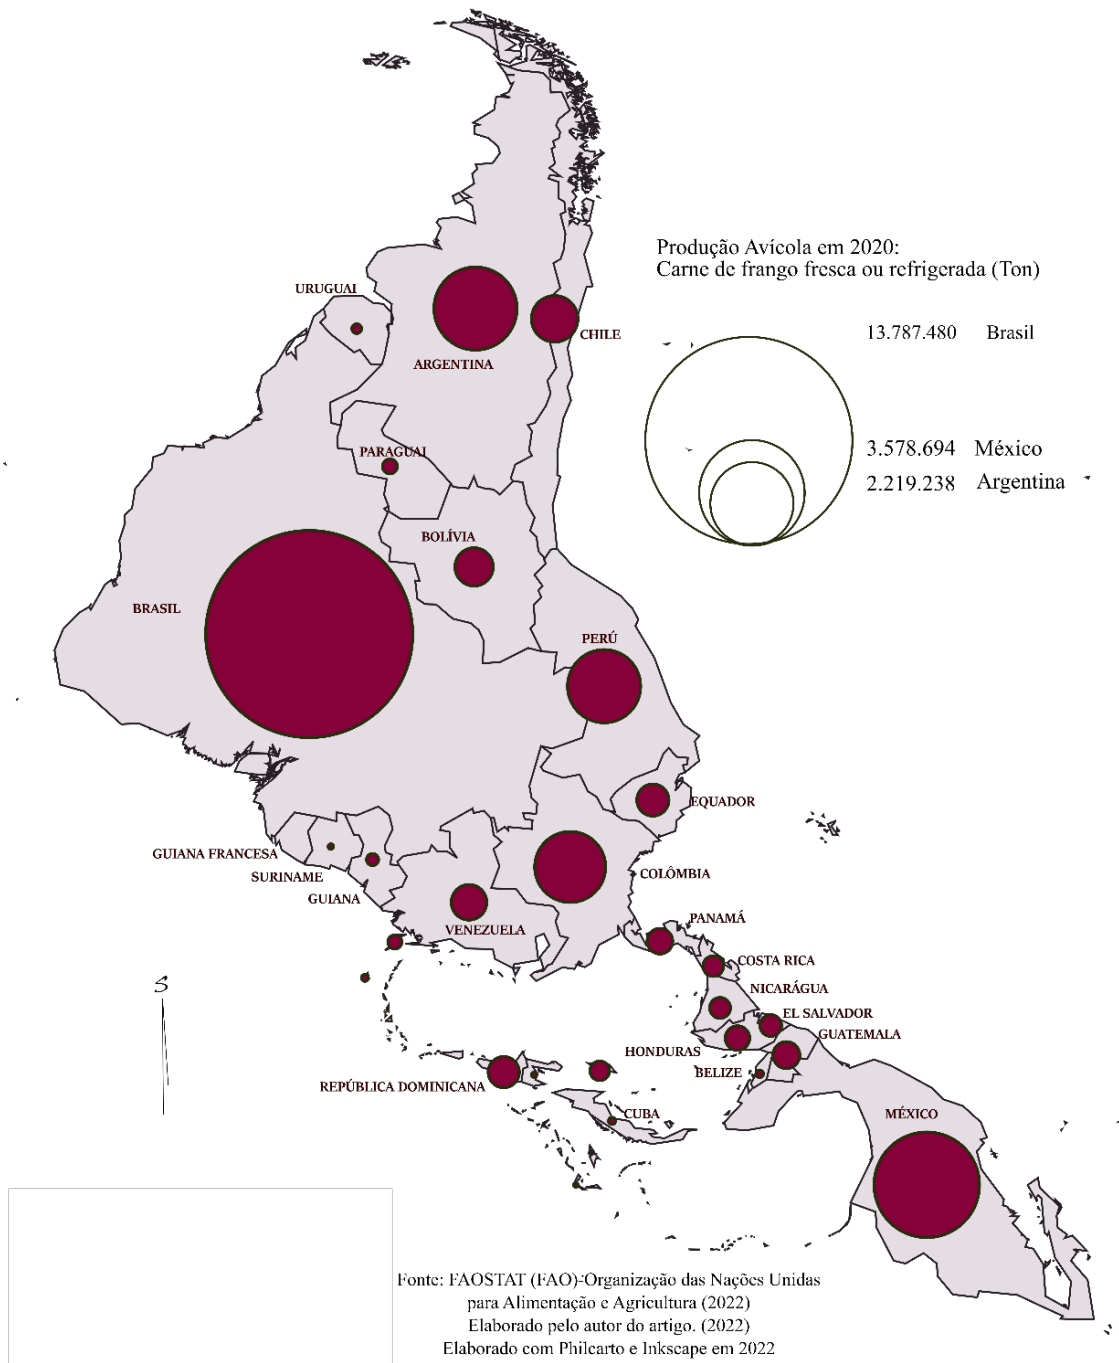 Produção Avícola em 2020:
Carne de frango fresca ou refrigerada (Ton)
URUGUAI
CHILE
13.787.480 Brasil
ARGENTINA
3.578.694 México
PARAGUAI
2.219.238 Argentina
BOLÍVIA
BRASIL
PERÚ
EQUADOR
GUIANA FRANCESA
SURINAME
COLÔMBIA
GUIANA
PANAMÁ
VENEZUELA
COSTA RICA
S
NICARÁGUA
EL SALVADOR
GUATEMALA
HONDURAS
BELIZE
REPÚBLICA DOMINICANA
CUBA
MÉXICO
Fonte: FAOSTAT (FAO)-Organização das Nações Unidas
para Alimentação e Agricultura (2022)
Elaborado pelo autor do artigo. (2022)
Elaborado com Philcarto e Inkscape em 2022